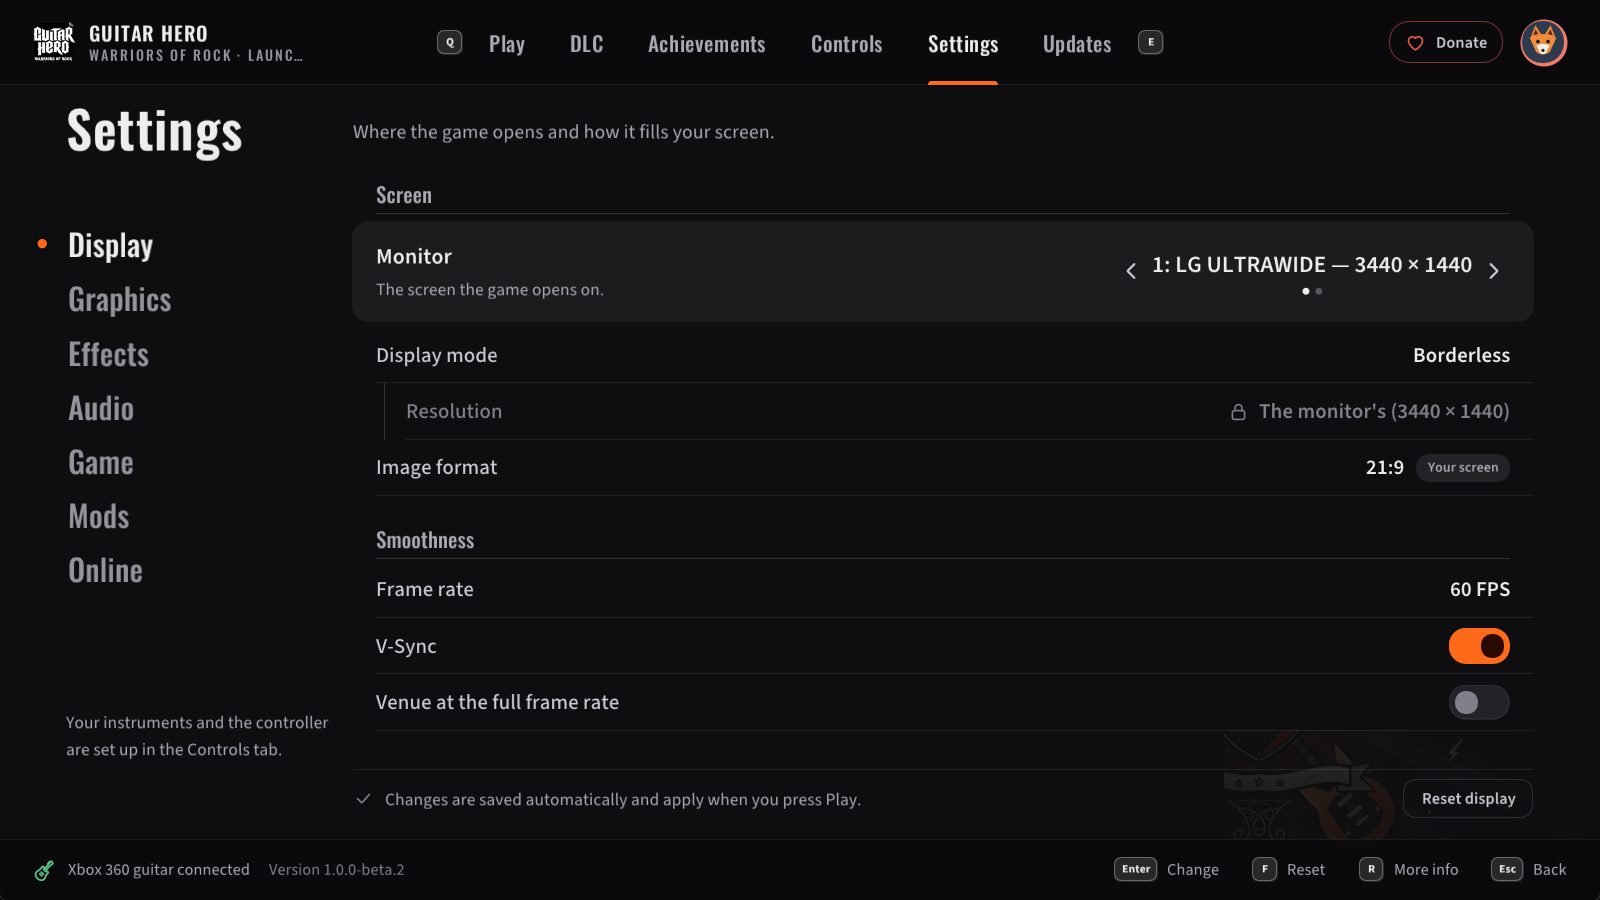 GUITAR HERO
WARRIORS OF ROCK
GUITAR HERO
WARRIORS OF ROCK · LAUNC…
Q
Play
DLC
Achievements
Controls
Settings
Updates
E
Donate
Settings
Where the game opens and how it fills your screen.
Display
Graphics
Effects
Audio
Game
Mods
Online
Your instruments and the controller
are set up in the Controls tab.
Screen
Monitor
The screen the game opens on.
1: LG ULTRAWIDE — 3440 × 1440
Display mode
Borderless
Resolution
The monitor's (3440 × 1440)
Image format
21:9
Your screen
Smoothness
Frame rate
60 FPS
V-Sync
Venue at the full frame rate
Changes are saved automatically and apply when you press Play.
Reset display
Xbox 360 guitar connected
Version 1.0.0-beta.2
Enter
Change
F
Reset
R
More info
Esc
Back